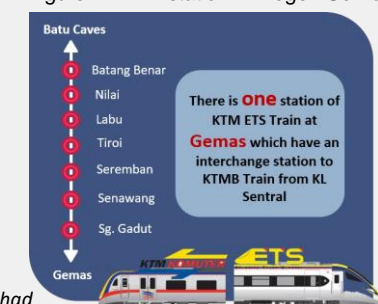 Batu Caves
Batang Benar
Nilai
Labu
Tiroi
Seremban
Senawang
Sg. Gadut
Gemas
There is one station of
KTM ETS Train at
Gemas which have an
interchange station to
KTMB Train from KL
Sentral
KTM KOMUTER
ETS